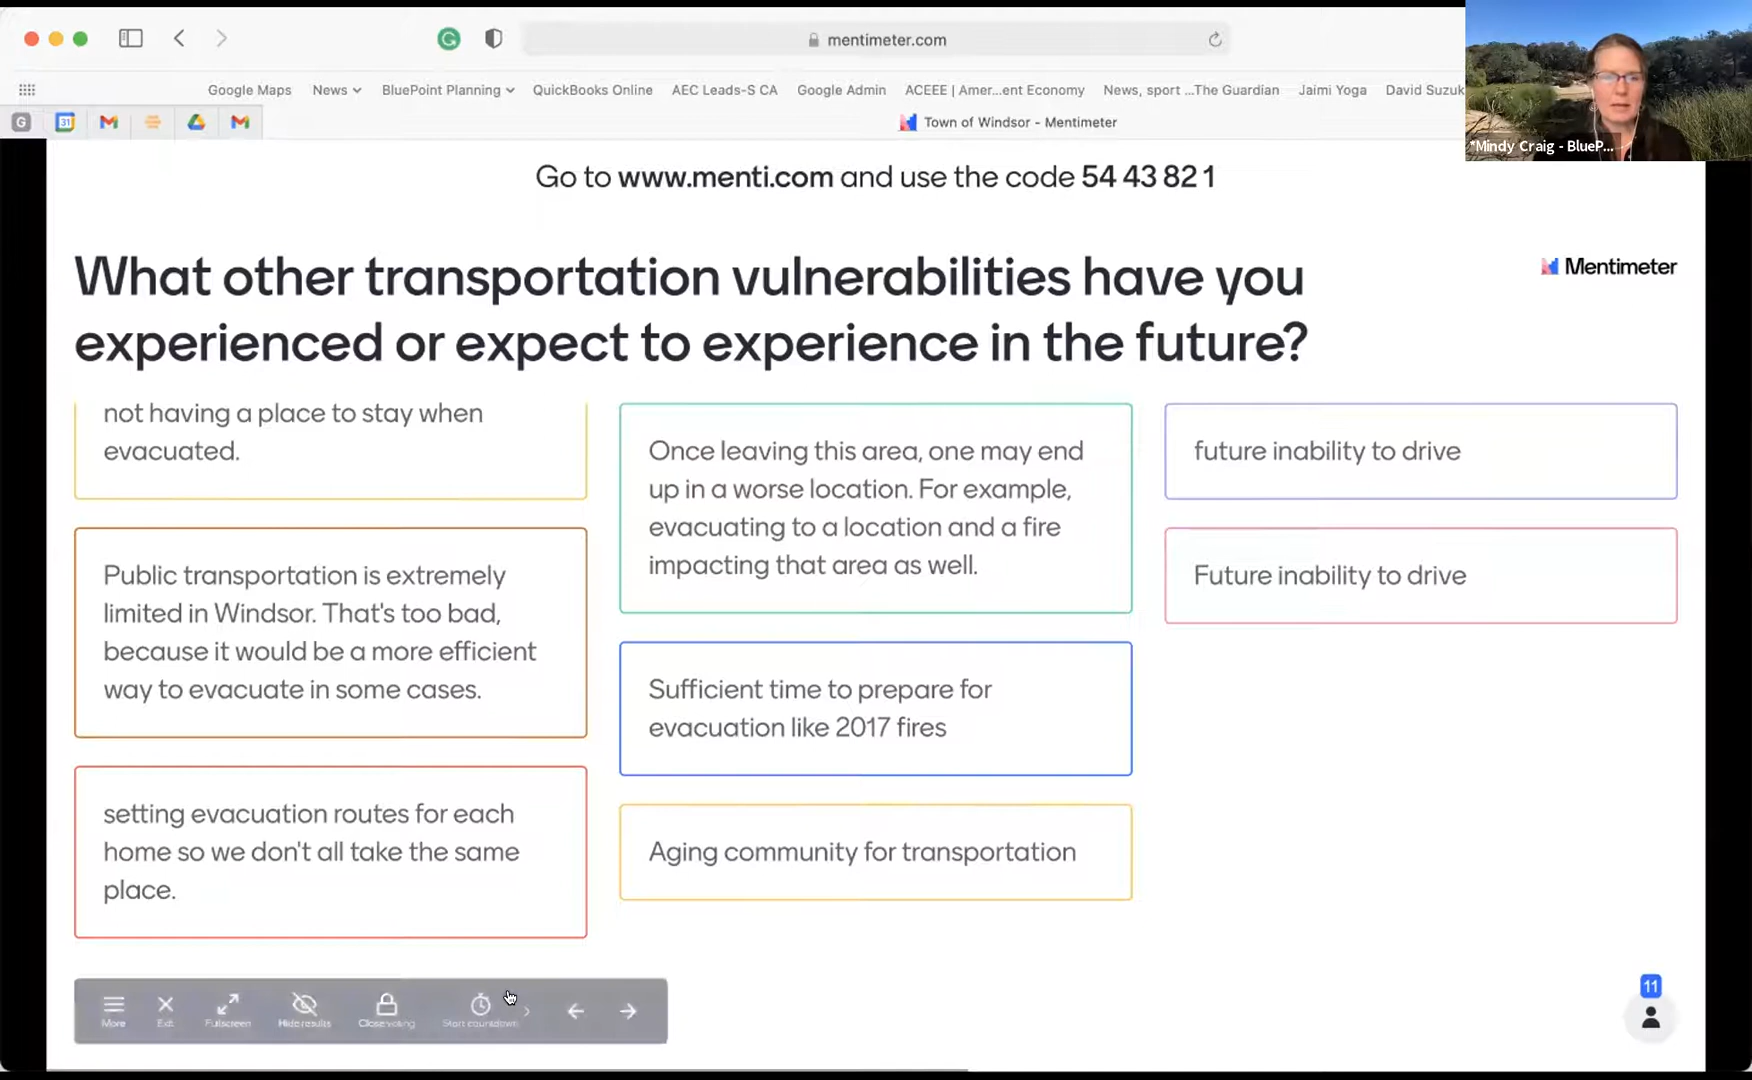 mentimeter.com
Google Maps News BluePoint Planning QuickBooks Online AEC Leads-S CA Google Admin ACEEE | Amer...ent Economy News, sport ...The Guardian Jaimi Yoga David Suzuk
G 31 Town of Windsor - Mentimeter
*Mindy Craig - BlueP...
Go to www.menti.com and use the code 54 43 82 1
What other transportation vulnerabilities have you
experienced or expect to experience in the future?
Mentimeter
not having a place to stay when
evacuated.
Public transportation is extremely
limited in Windsor. That's too bad,
because it would be a more efficient
way to evacuate in some cases.
setting evacuation routes for each
home so we don't all take the same
place.
Once leaving this area, one may end
up in a worse location. For example,
evacuating to a location and a fire
impacting that area as well.
Sufficient time to prepare for
evacuation like 2017 fires
Aging community for transportation
future inability to drive
Future inability to drive
More Exit Fullscreen Hide results Close voting Start countdown
11